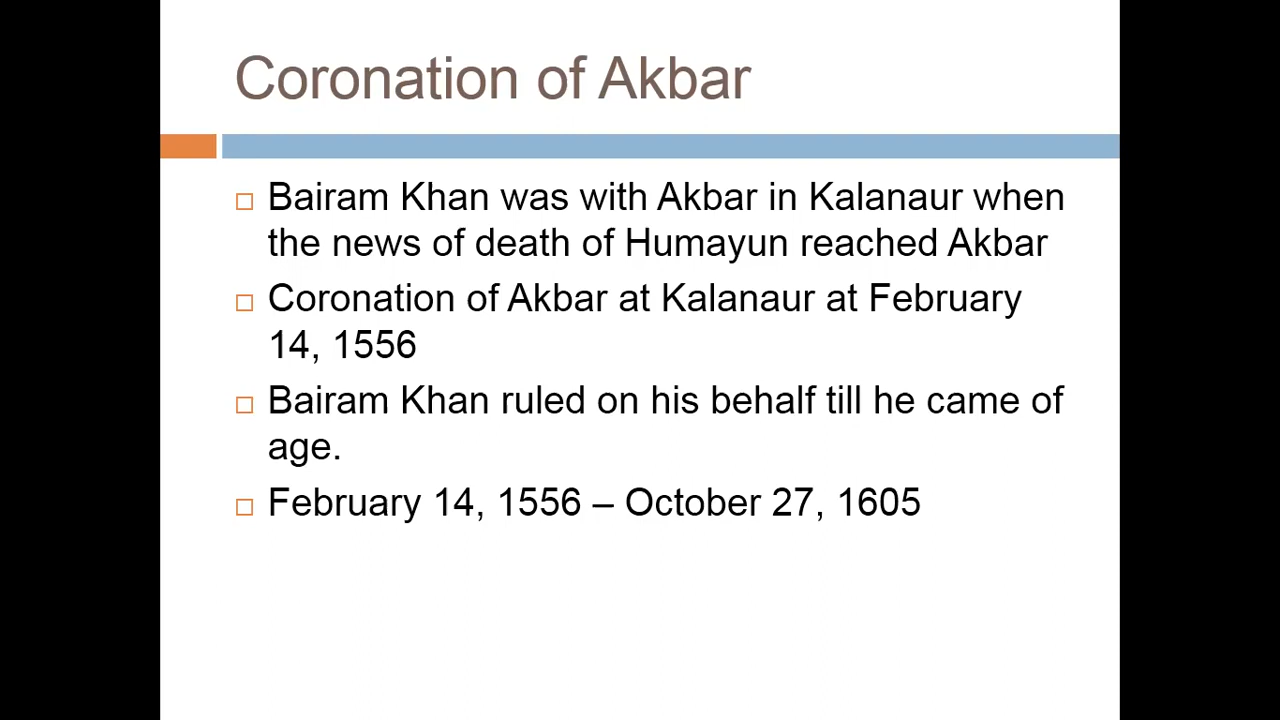 Coronation of Akbar
Bairam Khan was with Akbar in Kalanaur when
the news of death of Humayun reached Akbar
Coronation of Akbar at Kalanaur at February
14, 1556
Bairam Khan ruled on his behalf till he came of
age.
February 14, 1556 – October 27, 1605